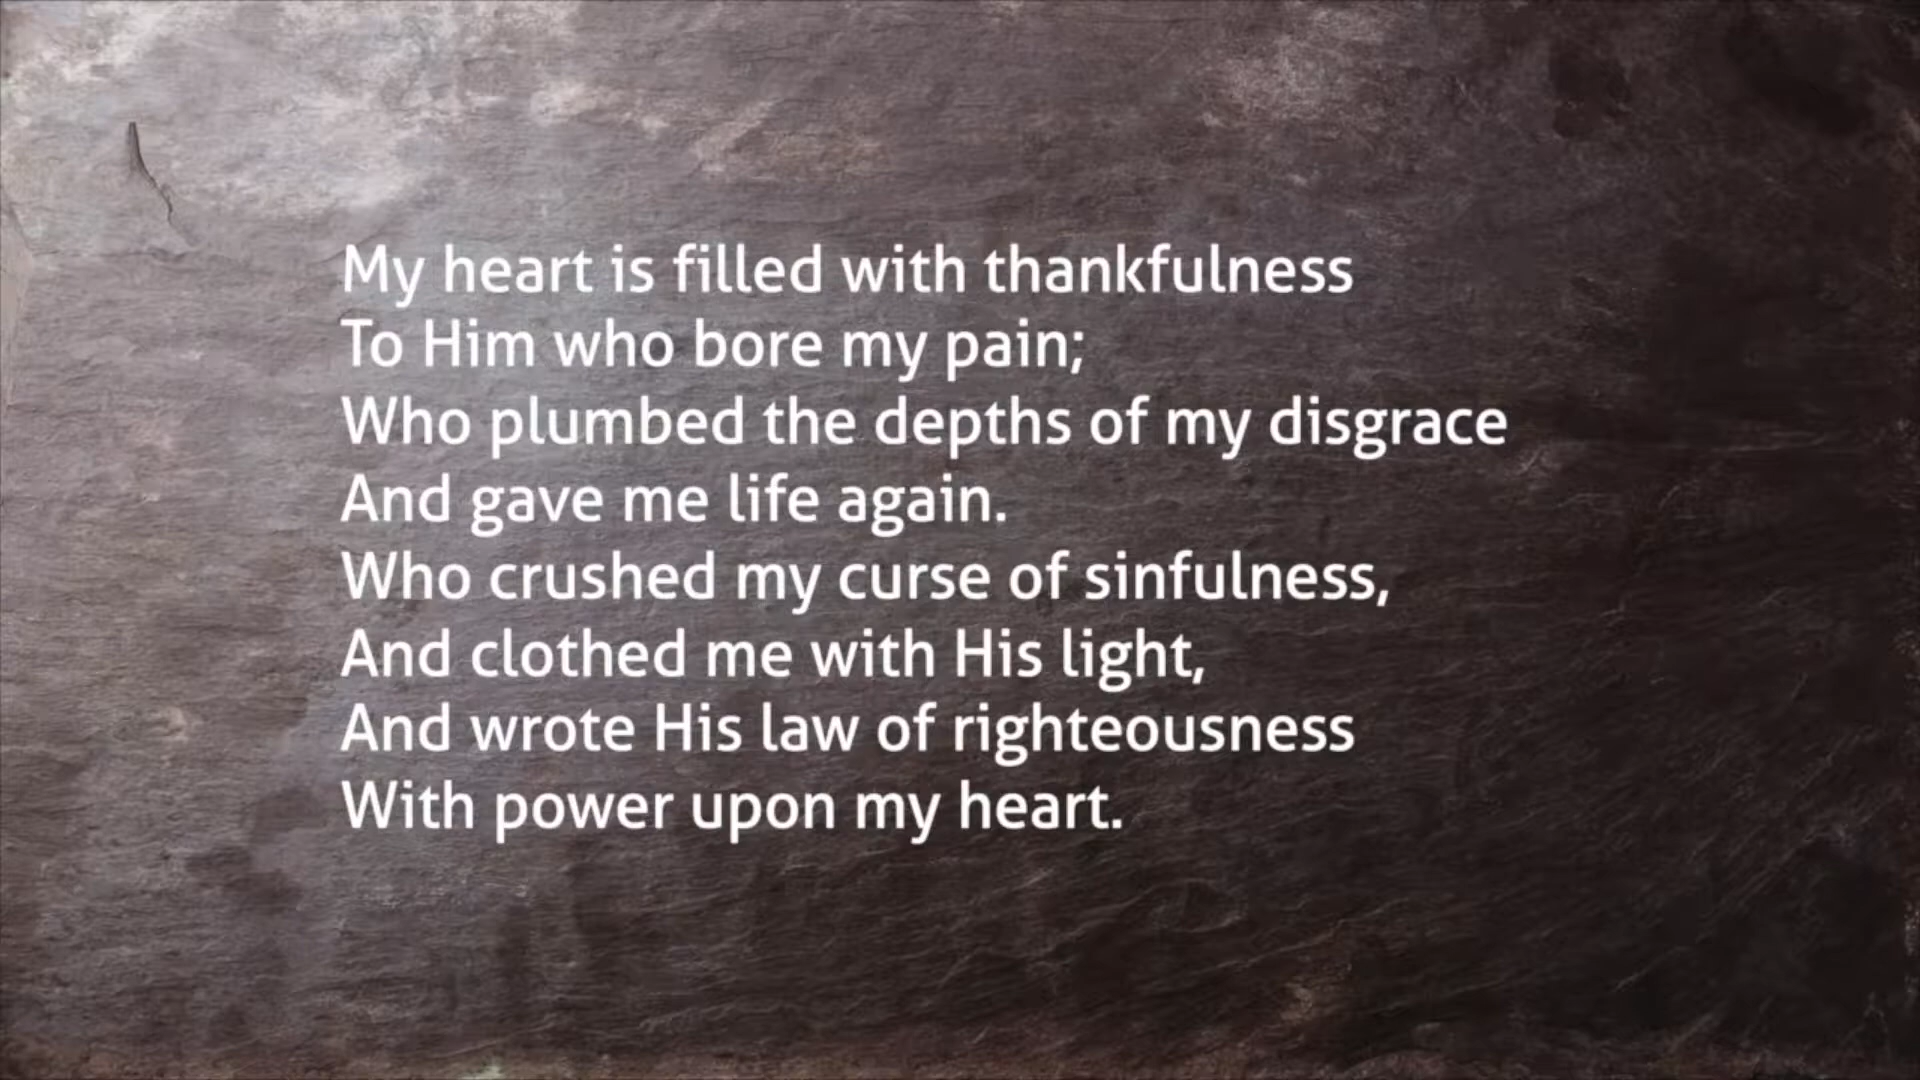 My heart is filled with thankfulness
To Him who bore my pain;
Who plumbed the depths of my disgrace
And gave me life again.
Who crushed my curse of sinfulness,
And clothed me with His light,
And wrote His law of righteousness
With power upon my heart.